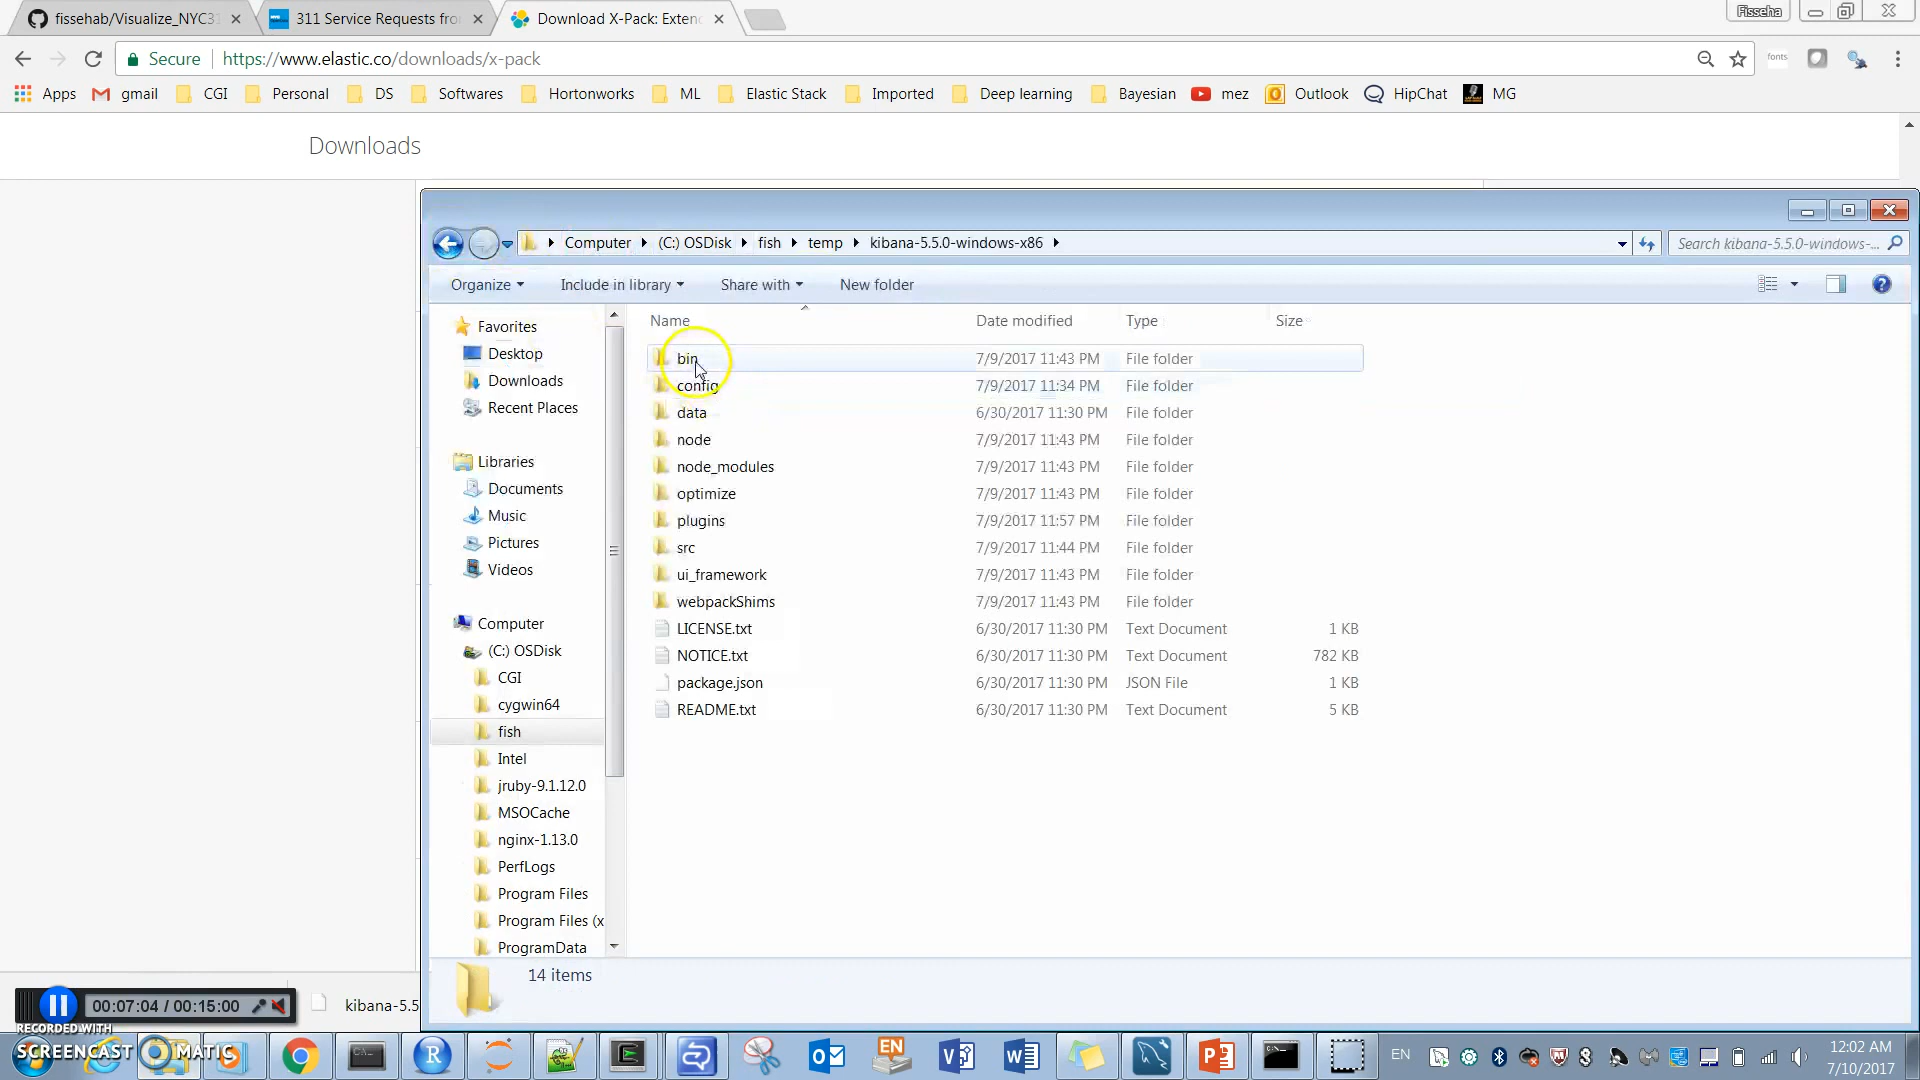 fissehab/Visualize_NYC31
311 Service Requests fro
Download X-Pack: Exten
Fisseha
Secure https://www.elastic.co/downloads/x-pack
fonts
Apps gmail CGI Personal DS Softwares Hortonworks ML Elastic Stack Imported Deep learning Bayesian mez Outlook HipChat MG
Downloads
Computer (C:) OSDisk fish temp kibana-5.5.0-windows-x86
Search kibana-5.5.0-windows-...
Organize Include in library Share with New folder
Name Date modified Type Size
bin 7/9/2017 11:43 PM File folder
config 7/9/2017 11:34 PM File folder
data 6/30/2017 11:30 PM File folder
node 7/9/2017 11:43 PM File folder
node_modules 7/9/2017 11:43 PM File folder
optimize 7/9/2017 11:43 PM File folder
plugins 7/9/2017 11:57 PM File folder
src 7/9/2017 11:44 PM File folder
ui_framework 7/9/2017 11:43 PM File folder
webpackShims 7/9/2017 11:43 PM File folder
LICENSE.txt 6/30/2017 11:30 PM Text Document 1 KB
NOTICE.txt 6/30/2017 11:30 PM Text Document 782 KB
package.json 6/30/2017 11:30 PM JSON File 1 KB
README.txt 6/30/2017 11:30 PM Text Document 5 KB
Favorites
Desktop
Downloads
Recent Places
Libraries
Documents
Music
Pictures
Videos
Computer
(C:) OSDisk
CGI
cygwin64
fish
Intel
jruby-9.1.12.0
MSOCache
nginx-1.13.0
PerfLogs
Program Files
Program Files (x
ProgramData
14 items
00:07:04 / 00:15:00
kibana-5.5
RECORDED WITH
SCREENCAST MATIC
EN
EN
12:02 AM
7/10/2017